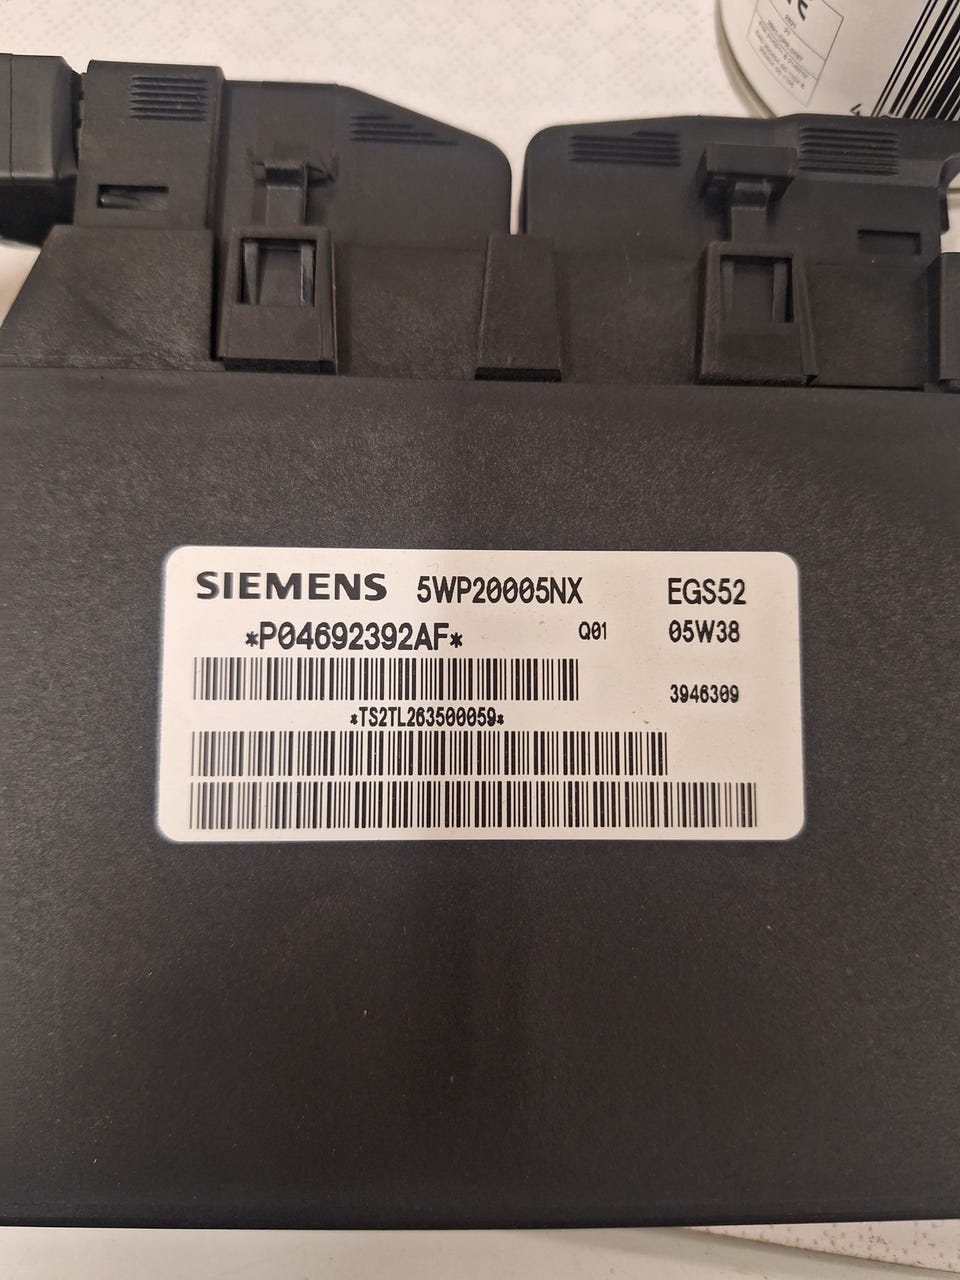 SIEMENS 5WP20005NX EGS52
*P04692392AF* Q01 05W38
3946309
*TS2TL263500059*